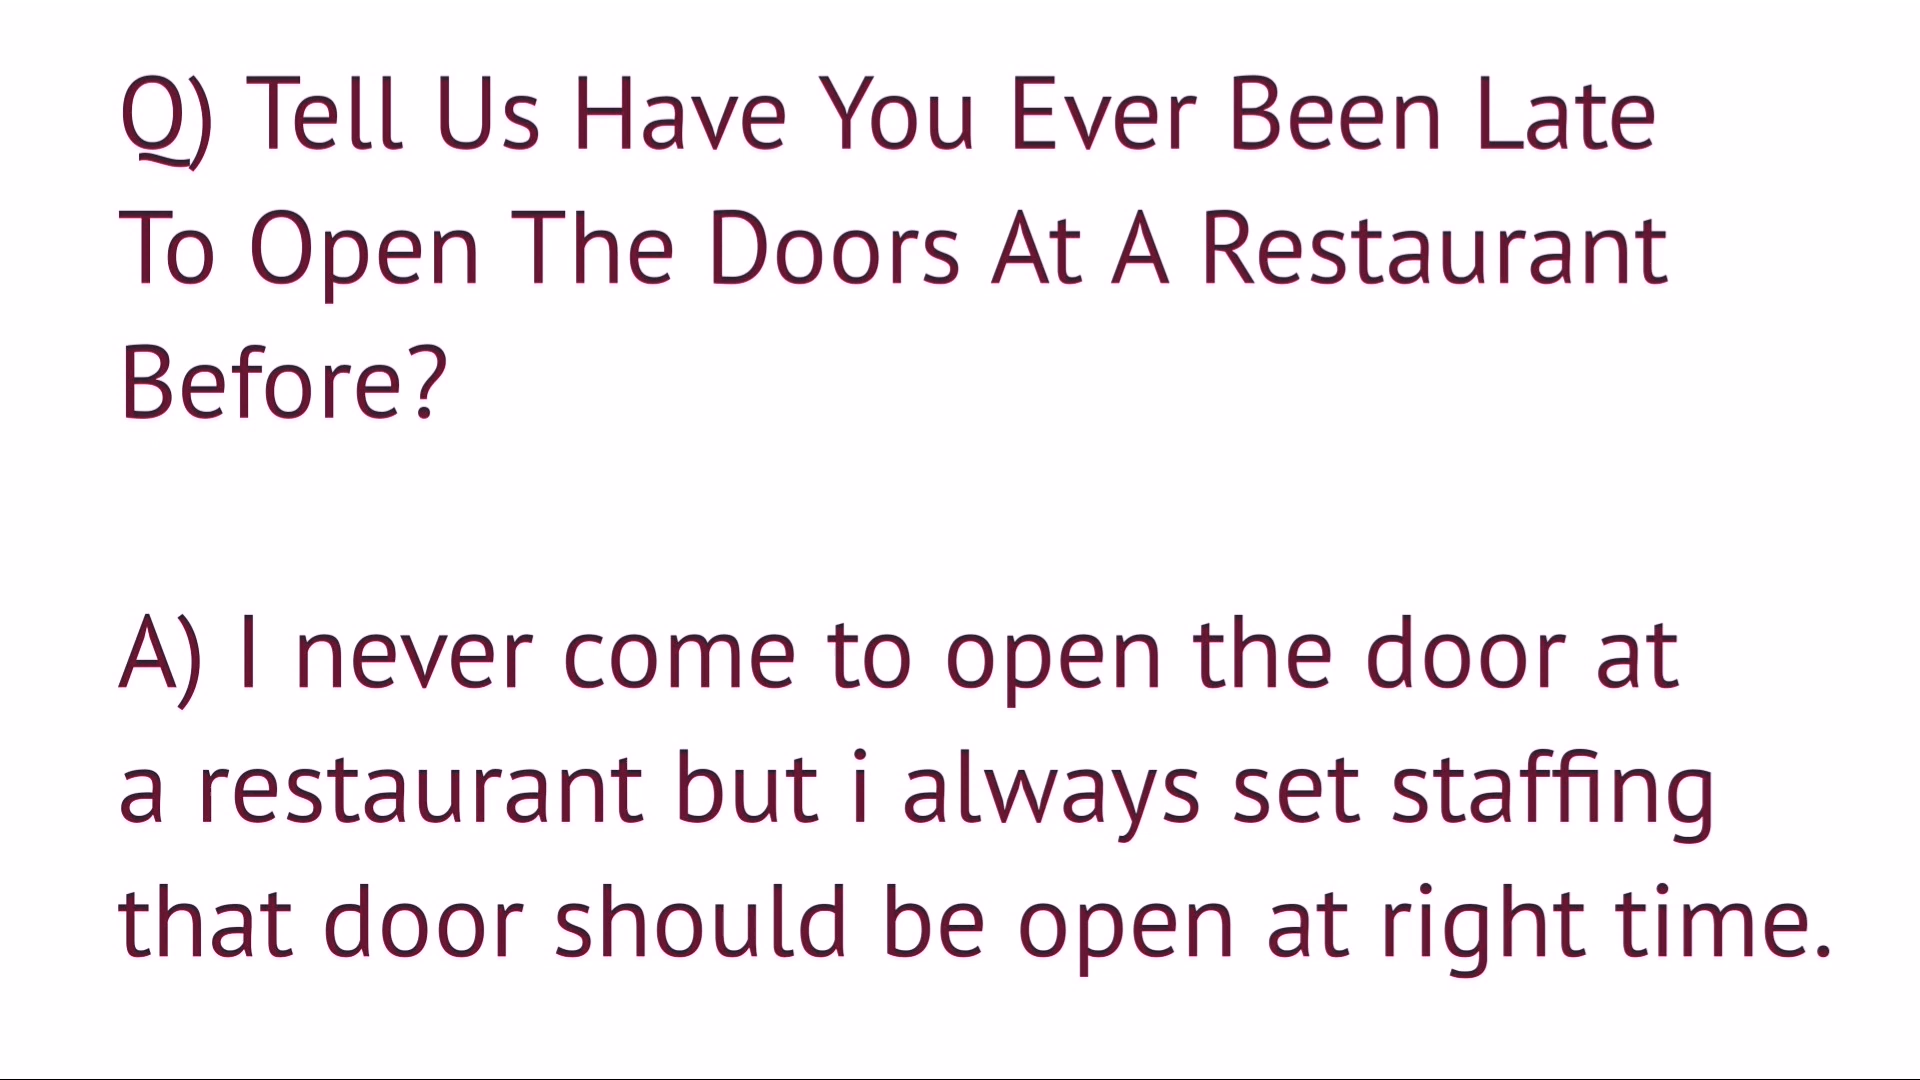 Q) Tell Us Have You Ever Been Late
To Open The Doors At A Restaurant
Before?
A) I never come to open the door at
a restaurant but i always set staffing
that door should be open at right time.